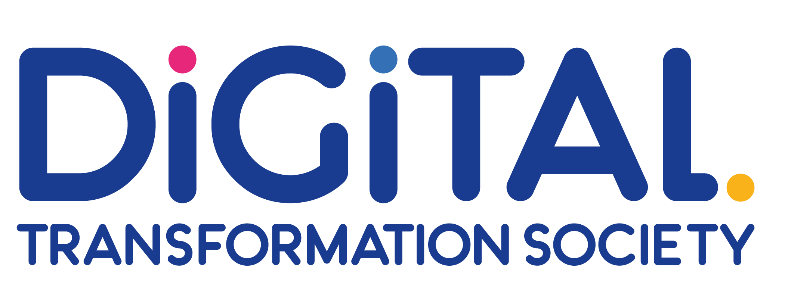 DiGiTAL.
TRANSFORMATION SOCIETY